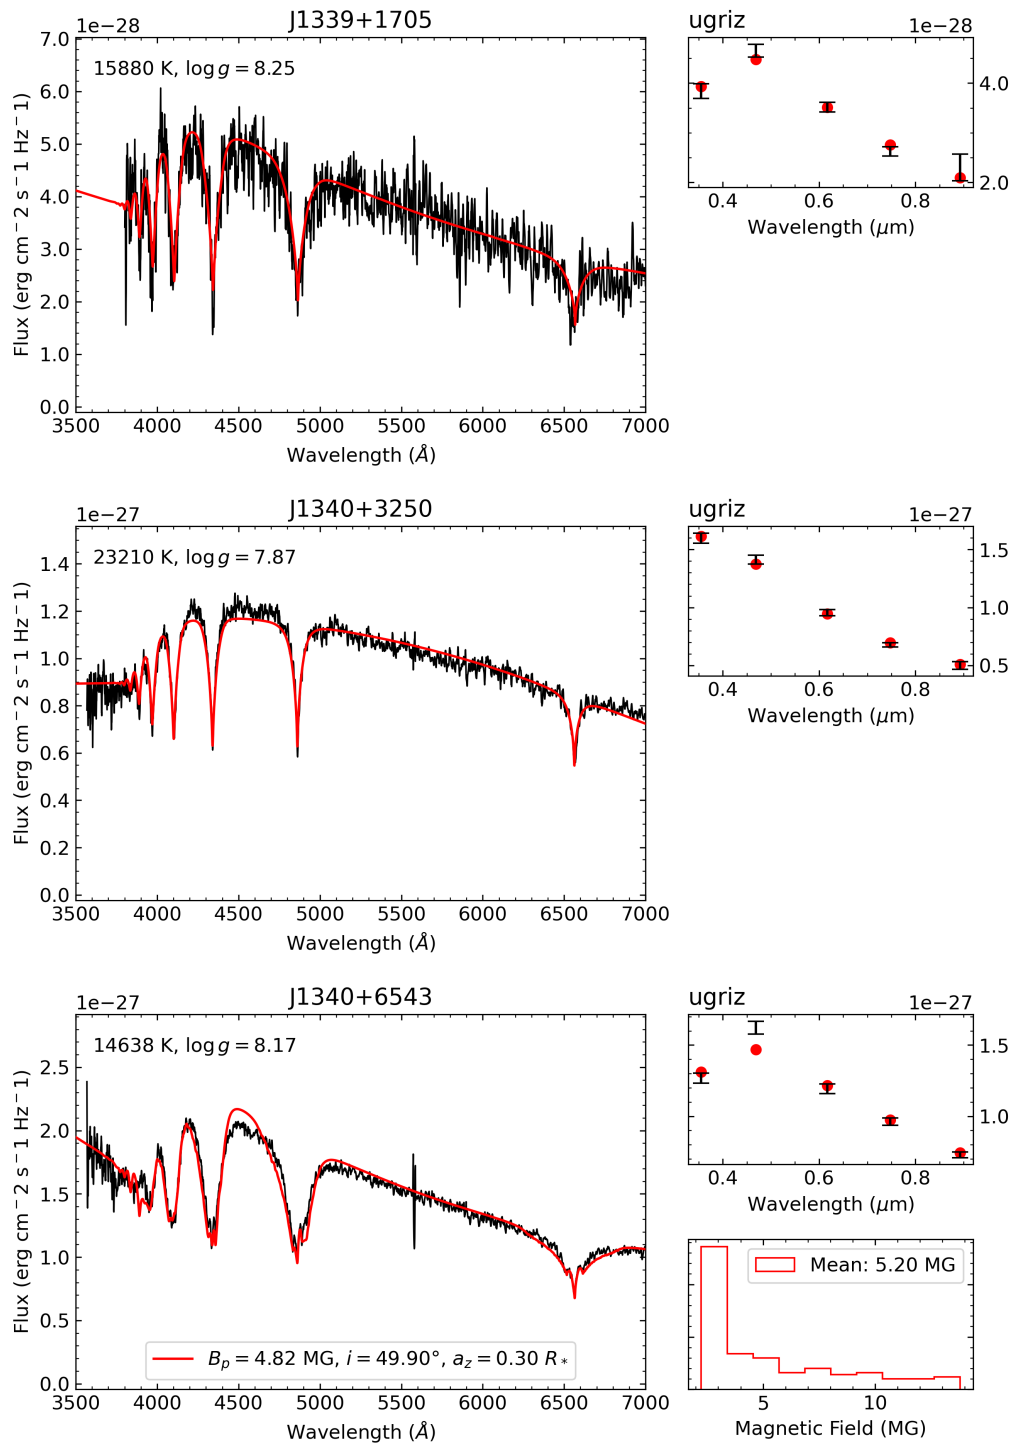 J1339+1705
1e−28
15880 K, log g = 8.25
7.0
6.0
5.0
4.0
3.0
2.0
1.0
0.0
Flux (erg cm−2 s−1 Hz−1)
3500 4000 4500 5000 5500 6000 6500 7000
Wavelength (Å)
ugriz
1e−28
4.0
2.0
0.4 0.6 0.8
Wavelength (μm)
J1340+3250
1e−27
23210 K, log g = 7.87
1.4
1.2
1.0
0.8
0.6
0.4
0.2
0.0
Flux (erg cm−2 s−1 Hz−1)
3500 4000 4500 5000 5500 6000 6500 7000
Wavelength (Å)
ugriz
1e−27
1.5
1.0
0.5
0.4 0.6 0.8
Wavelength (μm)
J1340+6543
1e−27
14638 K, log g = 8.17
2.5
2.0
1.5
1.0
0.5
0.0
Flux (erg cm−2 s−1 Hz−1)
B_p = 4.82 MG, i = 49.90°, a_z = 0.30 R_*
3500 4000 4500 5000 5500 6000 6500 7000
Wavelength (Å)
ugriz
1e−27
1.5
1.0
0.4 0.6 0.8
Wavelength (μm)
Mean: 5.20 MG
5 10
Magnetic Field (MG)